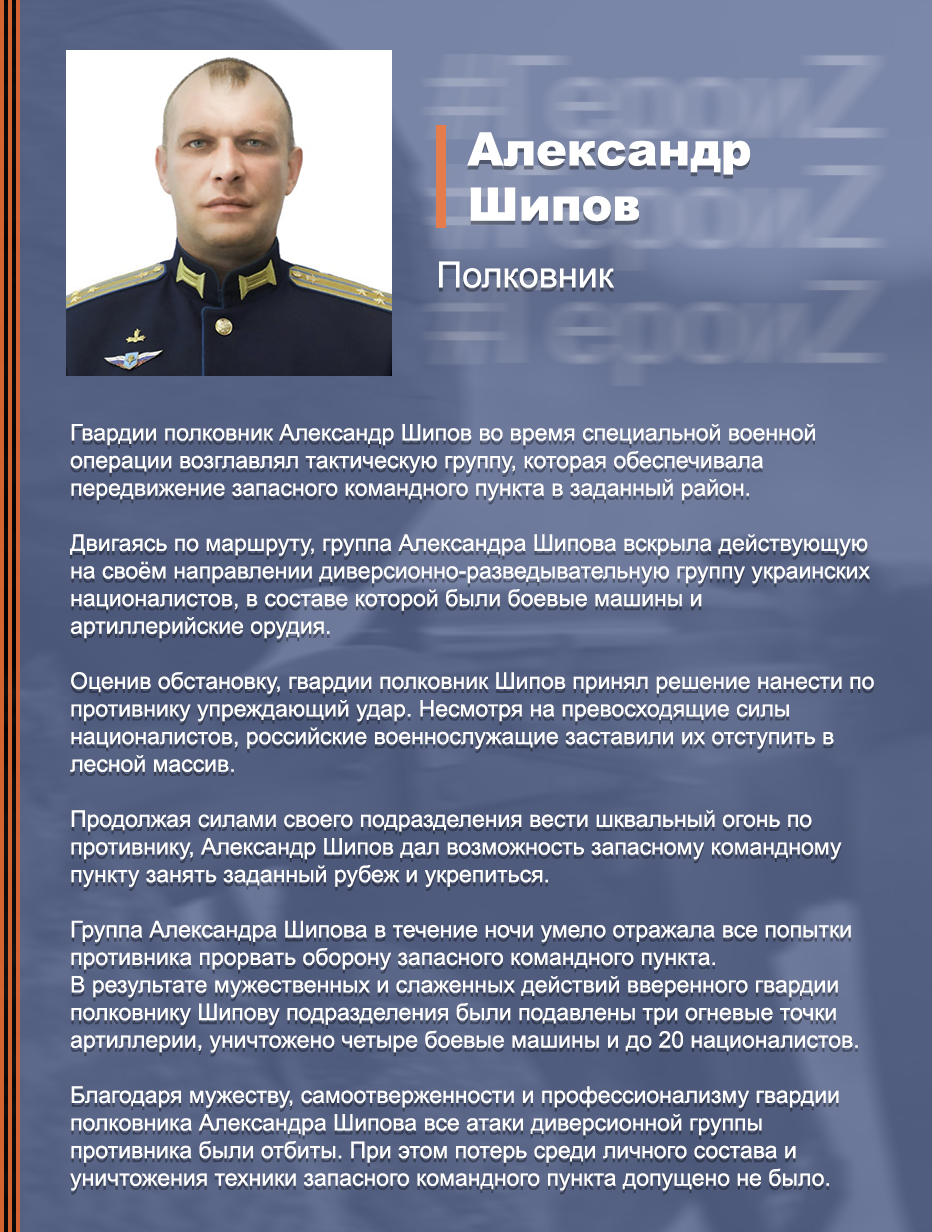 #ГероиZ
Александр
#ГероиZ
Шипов
Полковник
#ГероиZ
Гвардии полковник Александр Шипов во время специальной военной
операции возглавлял тактическую группу, которая обеспечивала
передвижение запасного командного пункта в заданный район.
Двигаясь по маршруту, группа Александра Шипова вскрыла действующую
на своём направлении диверсионно-разведывательную группу украинских
националистов, в составе которой были боевые машины и
артиллерийские орудия.
Оценив обстановку, гвардии полковник Шипов принял решение нанести по
противнику упреждающий удар. Несмотря на превосходящие силы
националистов, российские военнослужащие заставили их отступить в
лесной массив.
Продолжая силами своего подразделения вести шквальный огонь по
противнику, Александр Шипов дал возможность запасному командному
пункту занять заданный рубеж и укрепиться.
Группа Александра Шипова в течение ночи умело отражала все попытки
противника прорвать оборону запасного командного пункта.
В результате мужественных и слаженных действий вверенного гвардии
полковнику Шипову подразделения были подавлены три огневые точки
артиллерии, уничтожено четыре боевые машины и до 20 националистов.
Благодаря мужеству, самоотверженности и профессионализму гвардии
полковника Александра Шипова все атаки диверсионной группы
противника были отбиты. При этом потерь среди личного состава и
уничтожения техники запасного командного пункта допущено не было.